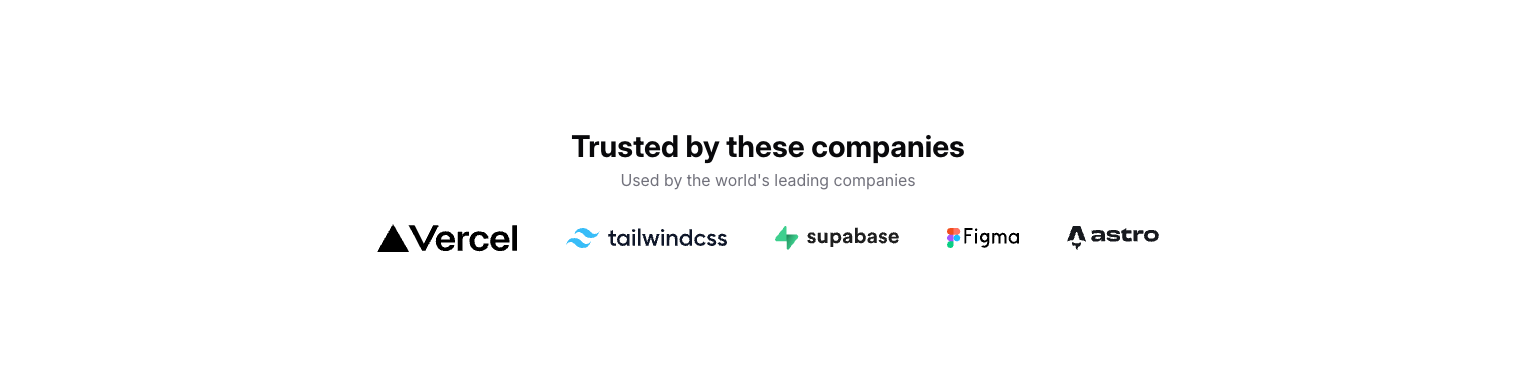 Trusted by these companies
Used by the world's leading companies
Vercel tailwindcss supabase Figma astro